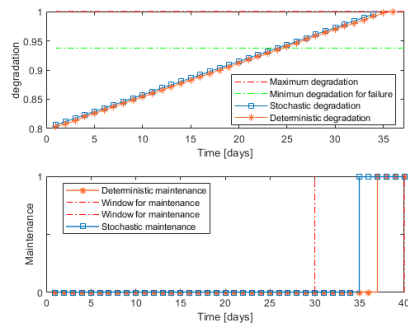 1
0.95
0.9
0.85
0.8
degradation
Maximum degradation
Minimun degradation for failure
Stochastic degradation
Deterministic degradation
0 5 10 15 20 25 30 35
Time [days]
1
0
Maintenance
Deterministic maintenance
Window for maintenance
Window for maintenance
Stochastic maintenance
0 5 10 15 20 25 30 35 40
Time [days]